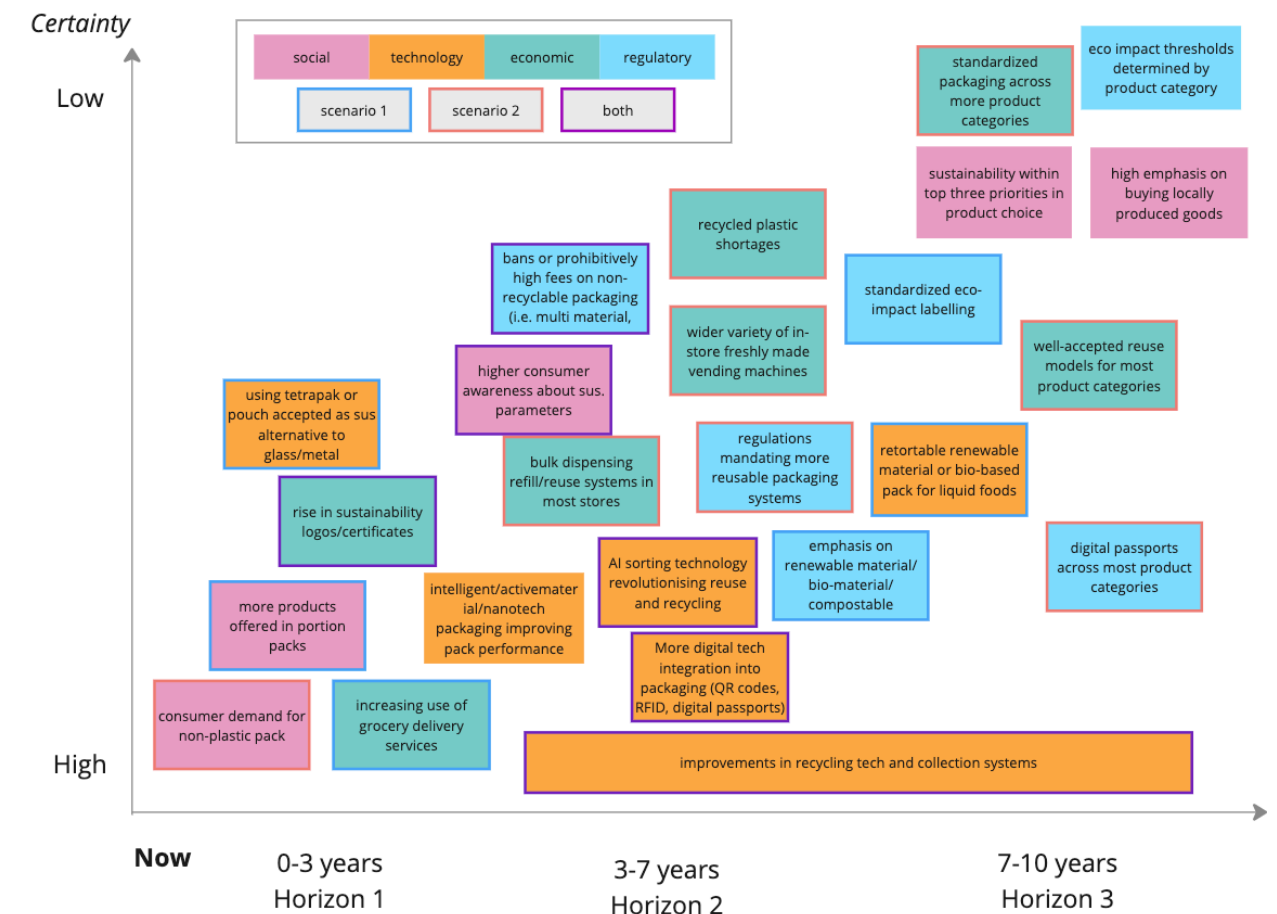 Certainty
Low
High
social
technology
economic
regulatory
scenario 1
scenario 2
both
standardized
packaging across
more product
categories
eco impact thresholds
determined by
product category
sustainability within
top three priorities in
product choice
high emphasis on
buying locally
produced goods
recycled plastic
shortages
bans or prohibitively
high fees on non-
recyclable packaging
(i.e. multi material,
standardized eco-
impact labelling
wider variety of in-
store freshly made
vending machines
well-accepted reuse
models for most
product categories
higher consumer
awareness about sus.
parameters
using tetrapak or
pouch accepted as sus
alternative to
glass/metal
bulk dispensing
refill/reuse systems in
most stores
regulations
mandating more
reusable packaging
systems
retortable renewable
material or bio-based
pack for liquid foods
rise in sustainability
logos/certificates
AI sorting technology
revolutionising reuse
and recycling
emphasis on
renewable material/
bio-material/
compostable
digital passports
across most product
categories
more products
offered in portion
packs
intelligent/activemater
ial/nanotech
packaging improving
pack performance
More digital tech
integration into
packaging (QR codes,
RFID, digital passports)
consumer demand for
non-plastic pack
increasing use of
grocery delivery
services
improvements in recycling tech and collection systems
Now
0-3 years
Horizon 1
3-7 years
Horizon 2
7-10 years
Horizon 3